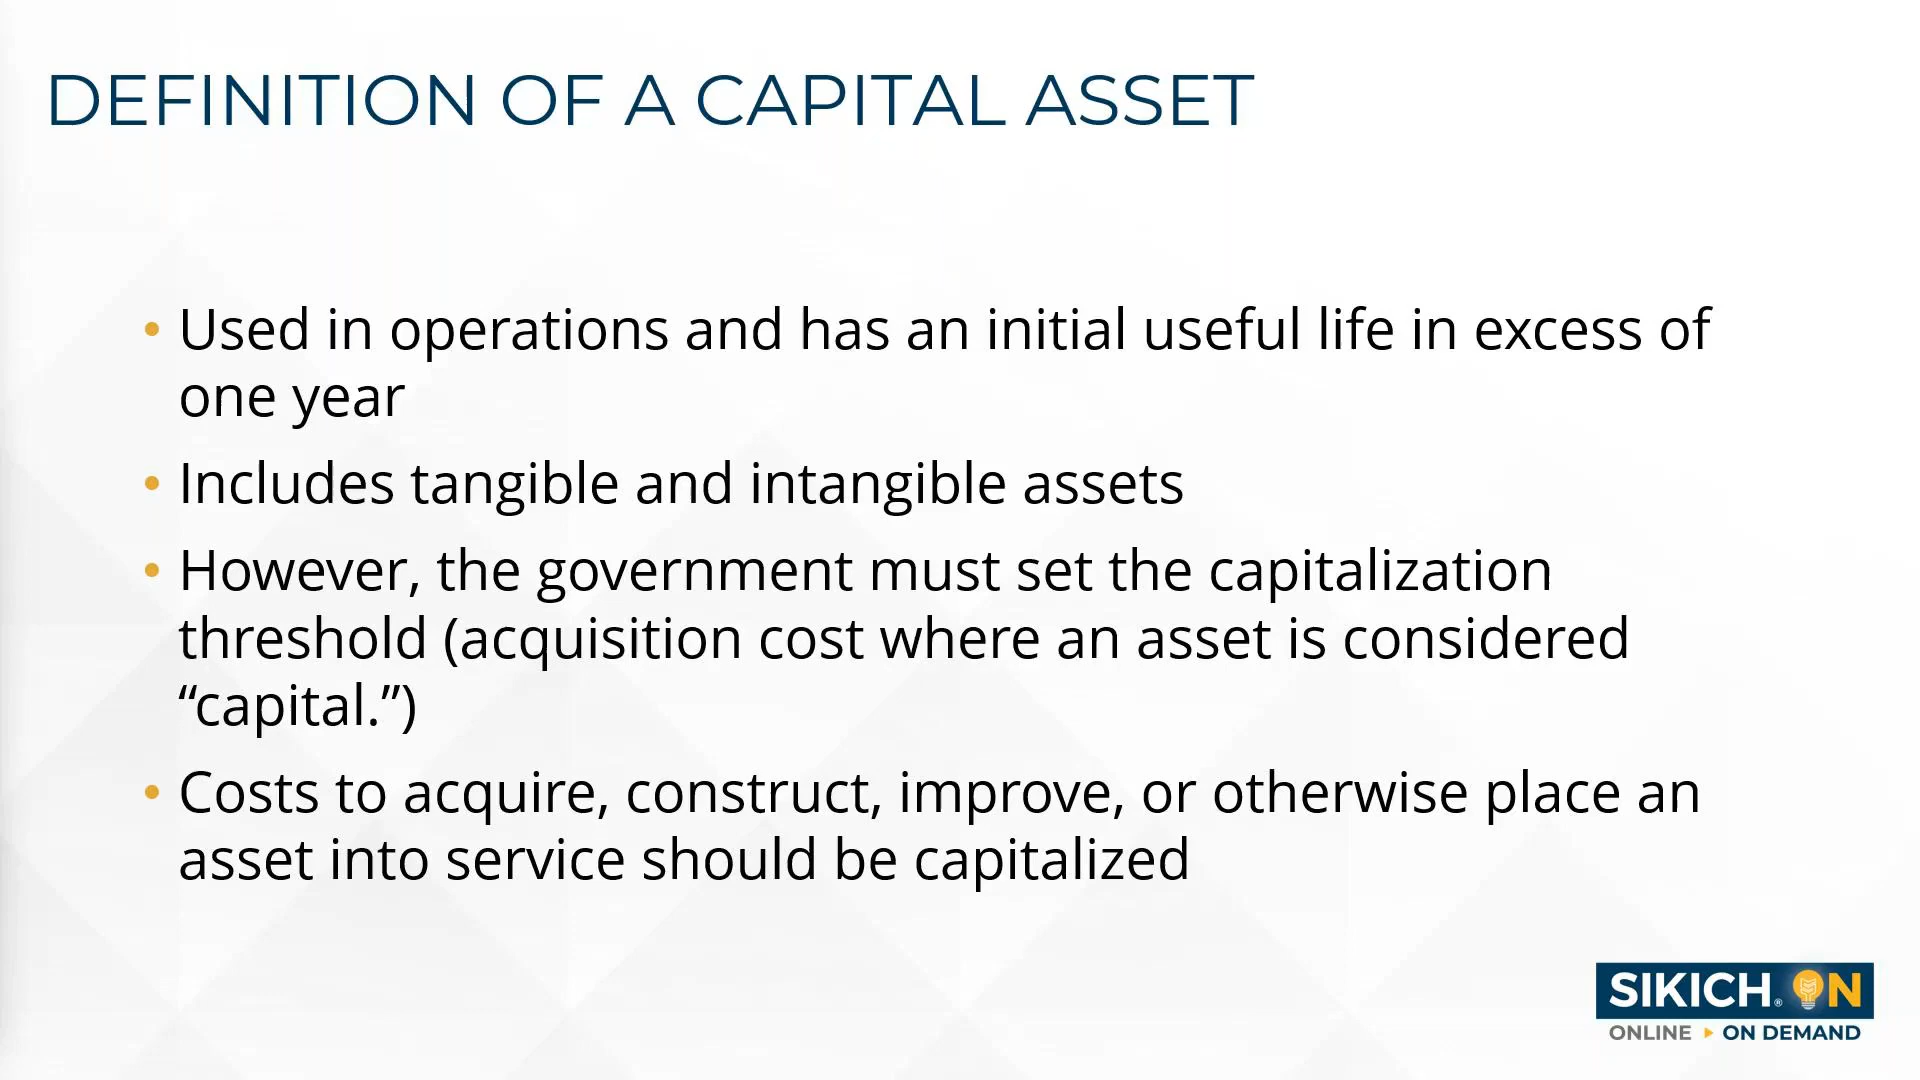 DEFINITION OF A CAPITAL ASSET
• Used in operations and has an initial useful life in excess of
one year
• Includes tangible and intangible assets
• However, the government must set the capitalization
threshold (acquisition cost where an asset is considered
“capital.”)
• Costs to acquire, construct, improve, or otherwise place an
asset into service should be capitalized
SIKICH® ON
ONLINE ▸ ON DEMAND